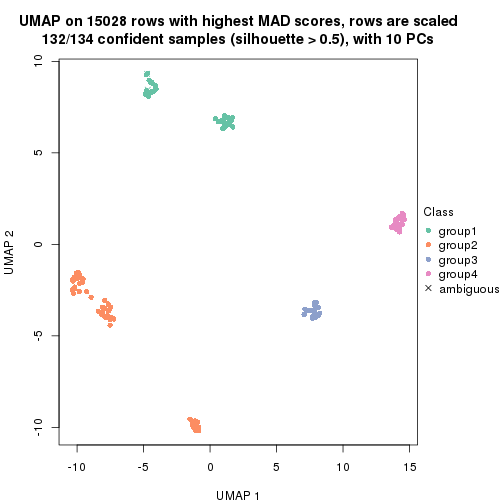 UMAP on 15028 rows with highest MAD scores, rows are scaled
132/134 confident samples (silhouette > 0.5), with 10 PCs
10
5
0
-5
-10
UMAP 2
-10
-5
0
5
10
15
UMAP 1
Class
group1
group2
group3
group4
ambiguous